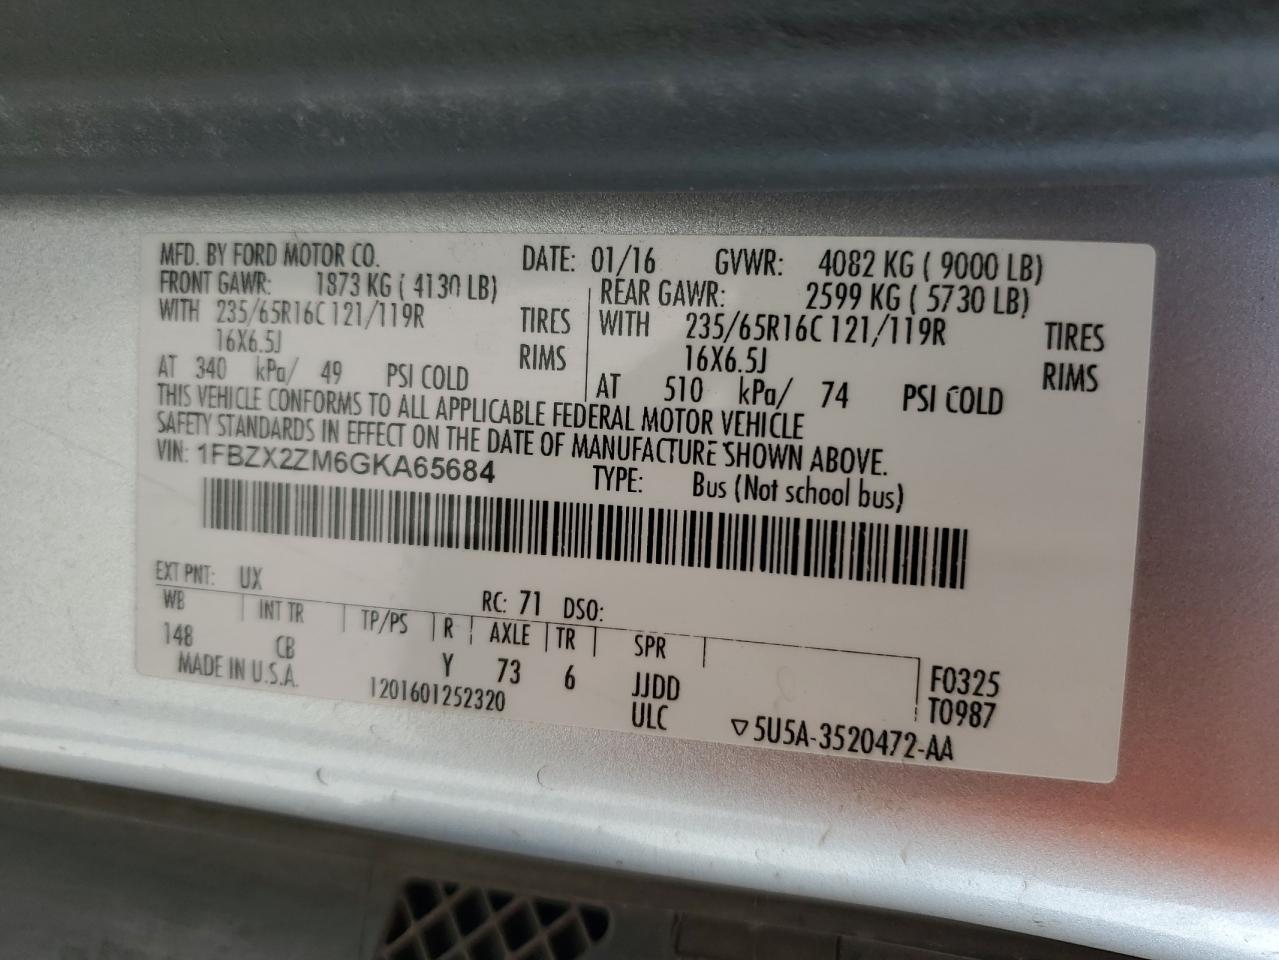 MFD. BY FORD MOTOR CO. DATE: 01/16 GVWR: 4082 KG ( 9000 LB)
FRONT GAWR: 1873 KG ( 4130 LB)
WITH 235/65R16C 121/119R TIRES
16X6.5J RIMS
AT 340 kPa/ 49 PSI COLD
REAR GAWR: 2599 KG ( 5730 LB)
WITH 235/65R16C 121/119R TIRES
16X6.5J RIMS
AT 510 kPa/ 74 PSI COLD
THIS VEHICLE CONFORMS TO ALL APPLICABLE FEDERAL MOTOR VEHICLE
SAFETY STANDARDS IN EFFECT ON THE DATE OF MANUFACTURE SHOWN ABOVE.
VIN: 1FBZX2ZM6GKA65684 TYPE: Bus (Not school bus)
EXT PNT: UX RC: 71 DSO:
WB INT TR TP/PS R AXLE TR SPR
148 CB Y 73 6 JJDD F0325
MADE IN U.S.A. 1201601252320 ULC T0987
▽5U5A-3520472-AA